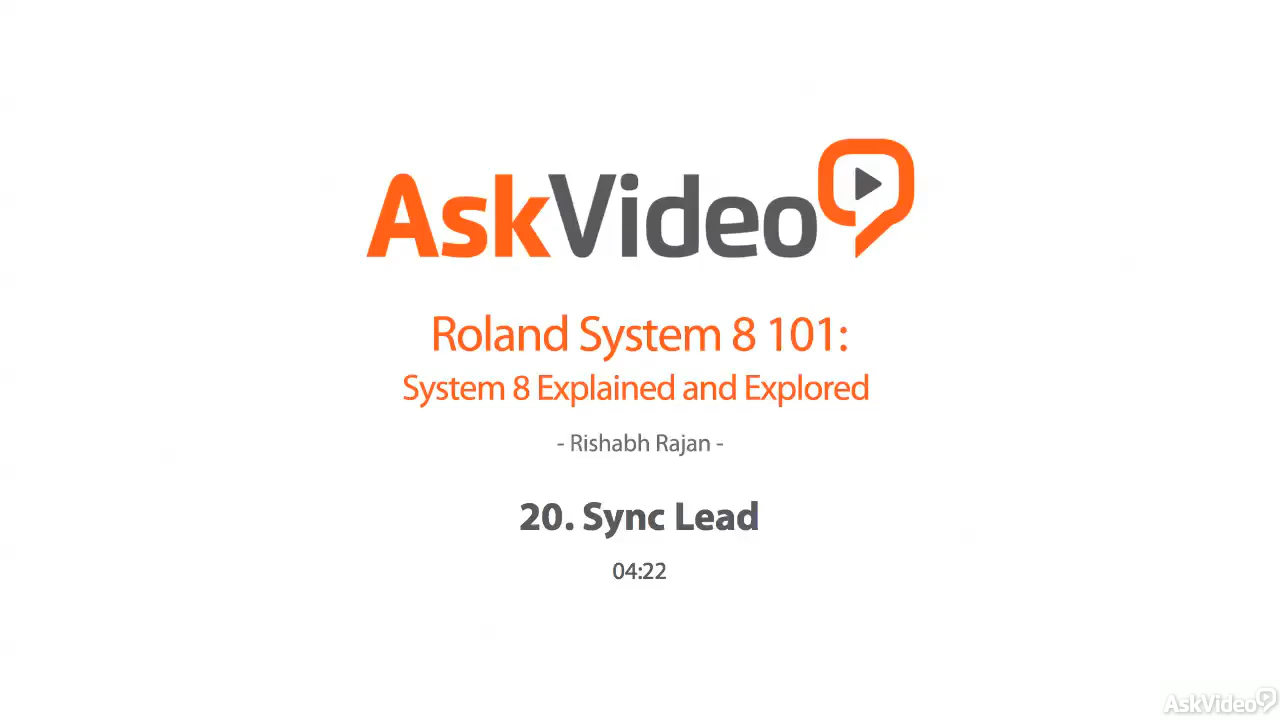 AskVideo
Roland System 8 101:
System 8 Explained and Explored
- Rishabh Rajan -
20. Sync Lead
04:22
AskVideo